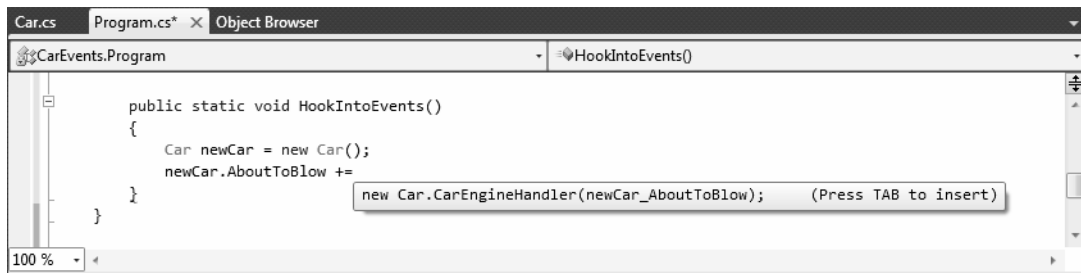 Car.cs Program.cs* Object Browser
CarEvents.Program HookIntoEvents()
public static void HookIntoEvents()
{
Car newCar = new Car();
newCar.AboutToBlow +=
new Car.CarEngineHandler(newCar_AboutToBlow); (Press TAB to insert)
}
}
100 %